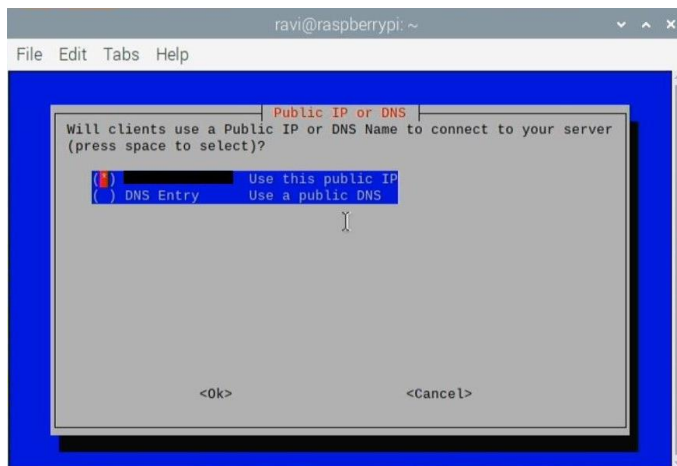 ravi@raspberrypi: ~
File Edit Tabs Help
Public IP or DNS
Will clients use a Public IP or DNS Name to connect to your server
(press space to select)?
(*) Use this public IP
( ) DNS Entry Use a public DNS
<Ok> <Cancel>